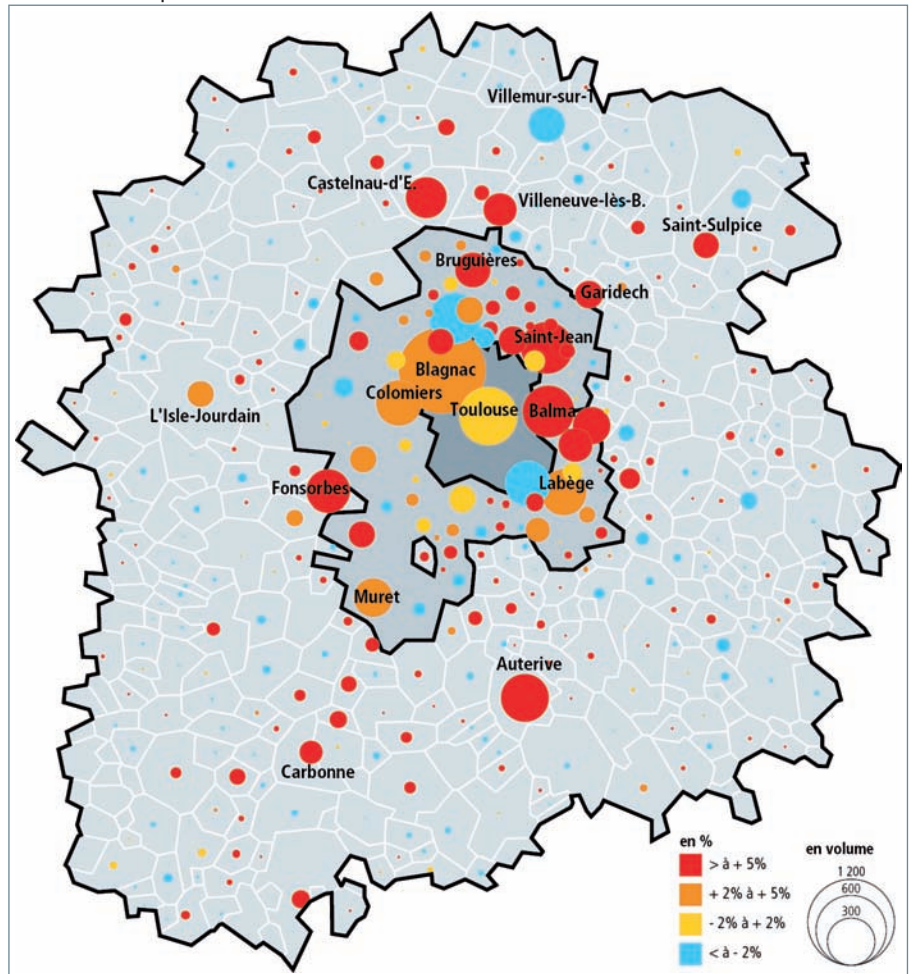 Villemur-sur-T
Castelnau-d'E.
Villeneuve-lès-B.
Saint-Sulpice
Bruguières
Garidech
Saint-Jean
Blagnac
Colomiers
L'Isle-Jourdain
Toulouse
Balma
Fonsorbes
Labège
Muret
Auterive
Carbonne
en %
> à + 5%
+ 2% à + 5%
- 2% à + 2%
< à - 2%
en volume
1 200
600
300